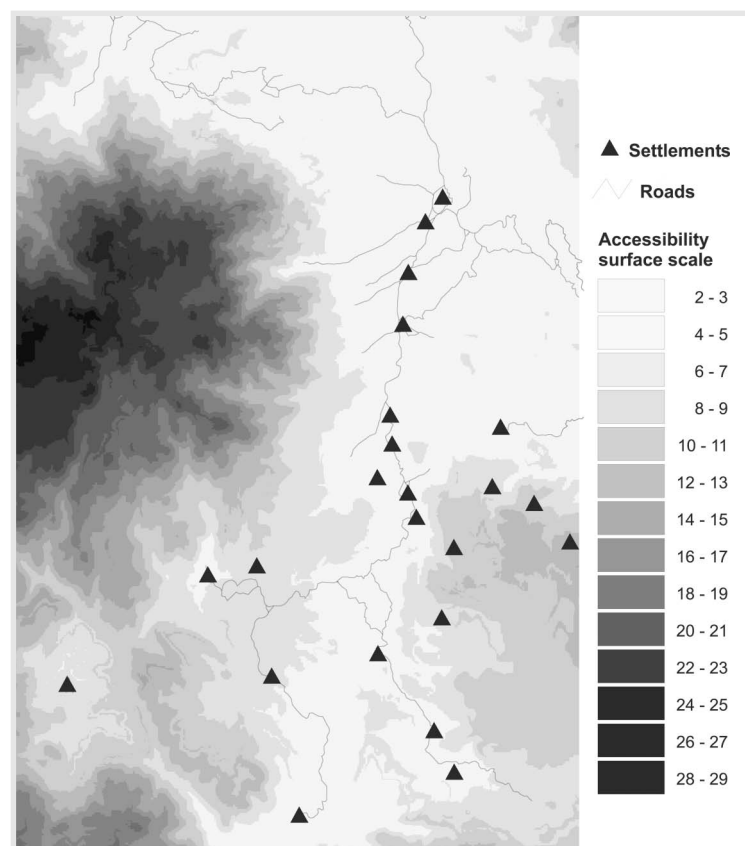 Settlements
Roads
Accessibility
surface scale
2 - 3
4 - 5
6 - 7
8 - 9
10 - 11
12 - 13
14 - 15
16 - 17
18 - 19
20 - 21
22 - 23
24 - 25
26 - 27
28 - 29